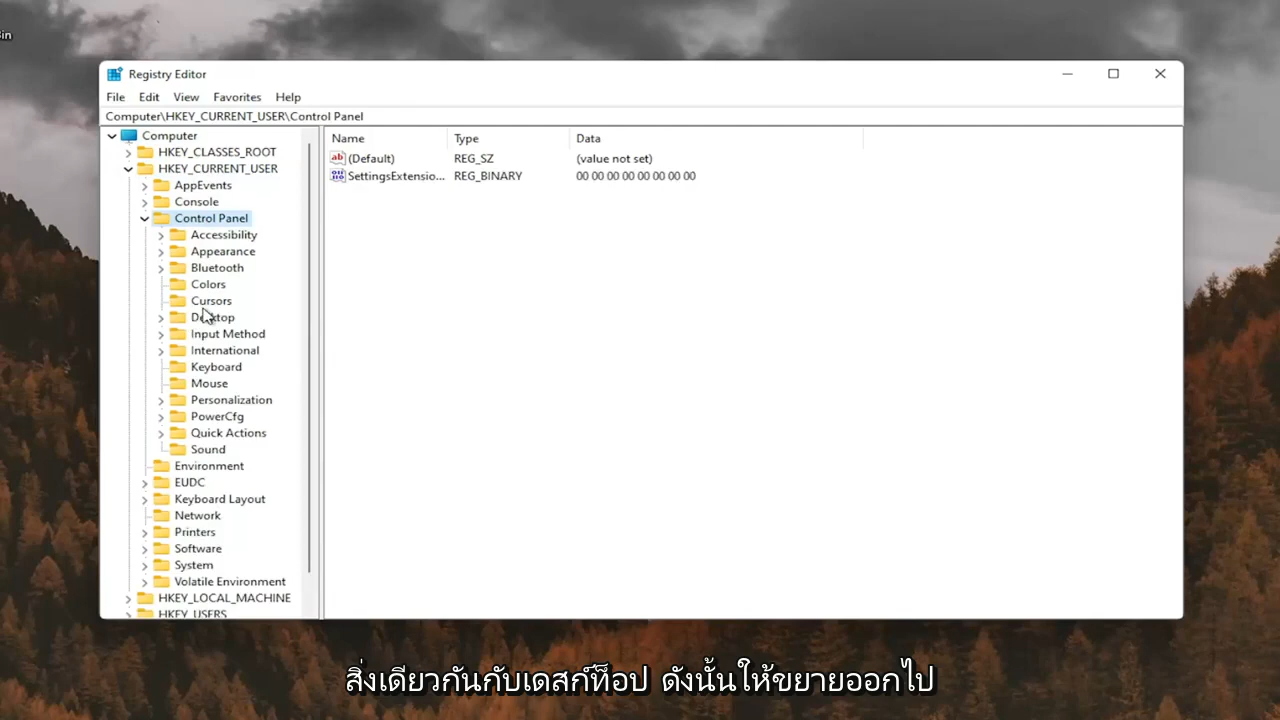 in
Registry Editor
File Edit View Favorites Help
Computer\HKEY_CURRENT_USER\Control Panel
Computer
HKEY_CLASSES_ROOT
HKEY_CURRENT_USER
AppEvents
Console
Control Panel
Accessibility
Appearance
Bluetooth
Colors
Cursors
Desktop
Input Method
International
Keyboard
Mouse
Personalization
PowerCfg
Quick Actions
Sound
Environment
EUDC
Keyboard Layout
Network
Printers
Software
System
Volatile Environment
HKEY_LOCAL_MACHINE
HKEY_USERS
Name Type Data
(Default) REG_SZ (value not set)
SettingsExtensio... REG_BINARY 00 00 00 00 00 00 00 00
สิ่งเดียวกันกับเดสก์ท็อป ดังนั้นให้ขยายออกไป